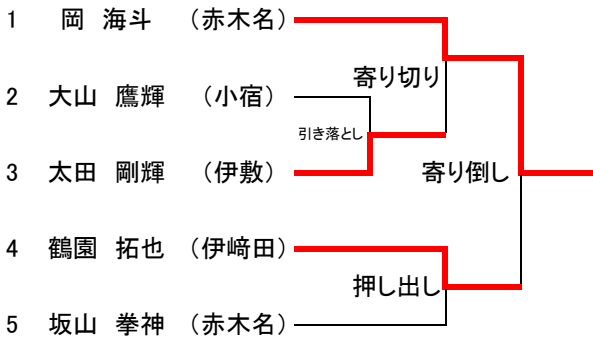 1 岡 海斗 （赤木名）
寄り切り
2 大山 鷹輝 （小宿）
引き落とし
3 太田 剛輝 （伊敷）
寄り倒し
4 鶴園 拓也 （伊﨑田）
押し出し
5 坂山 拳神 （赤木名）